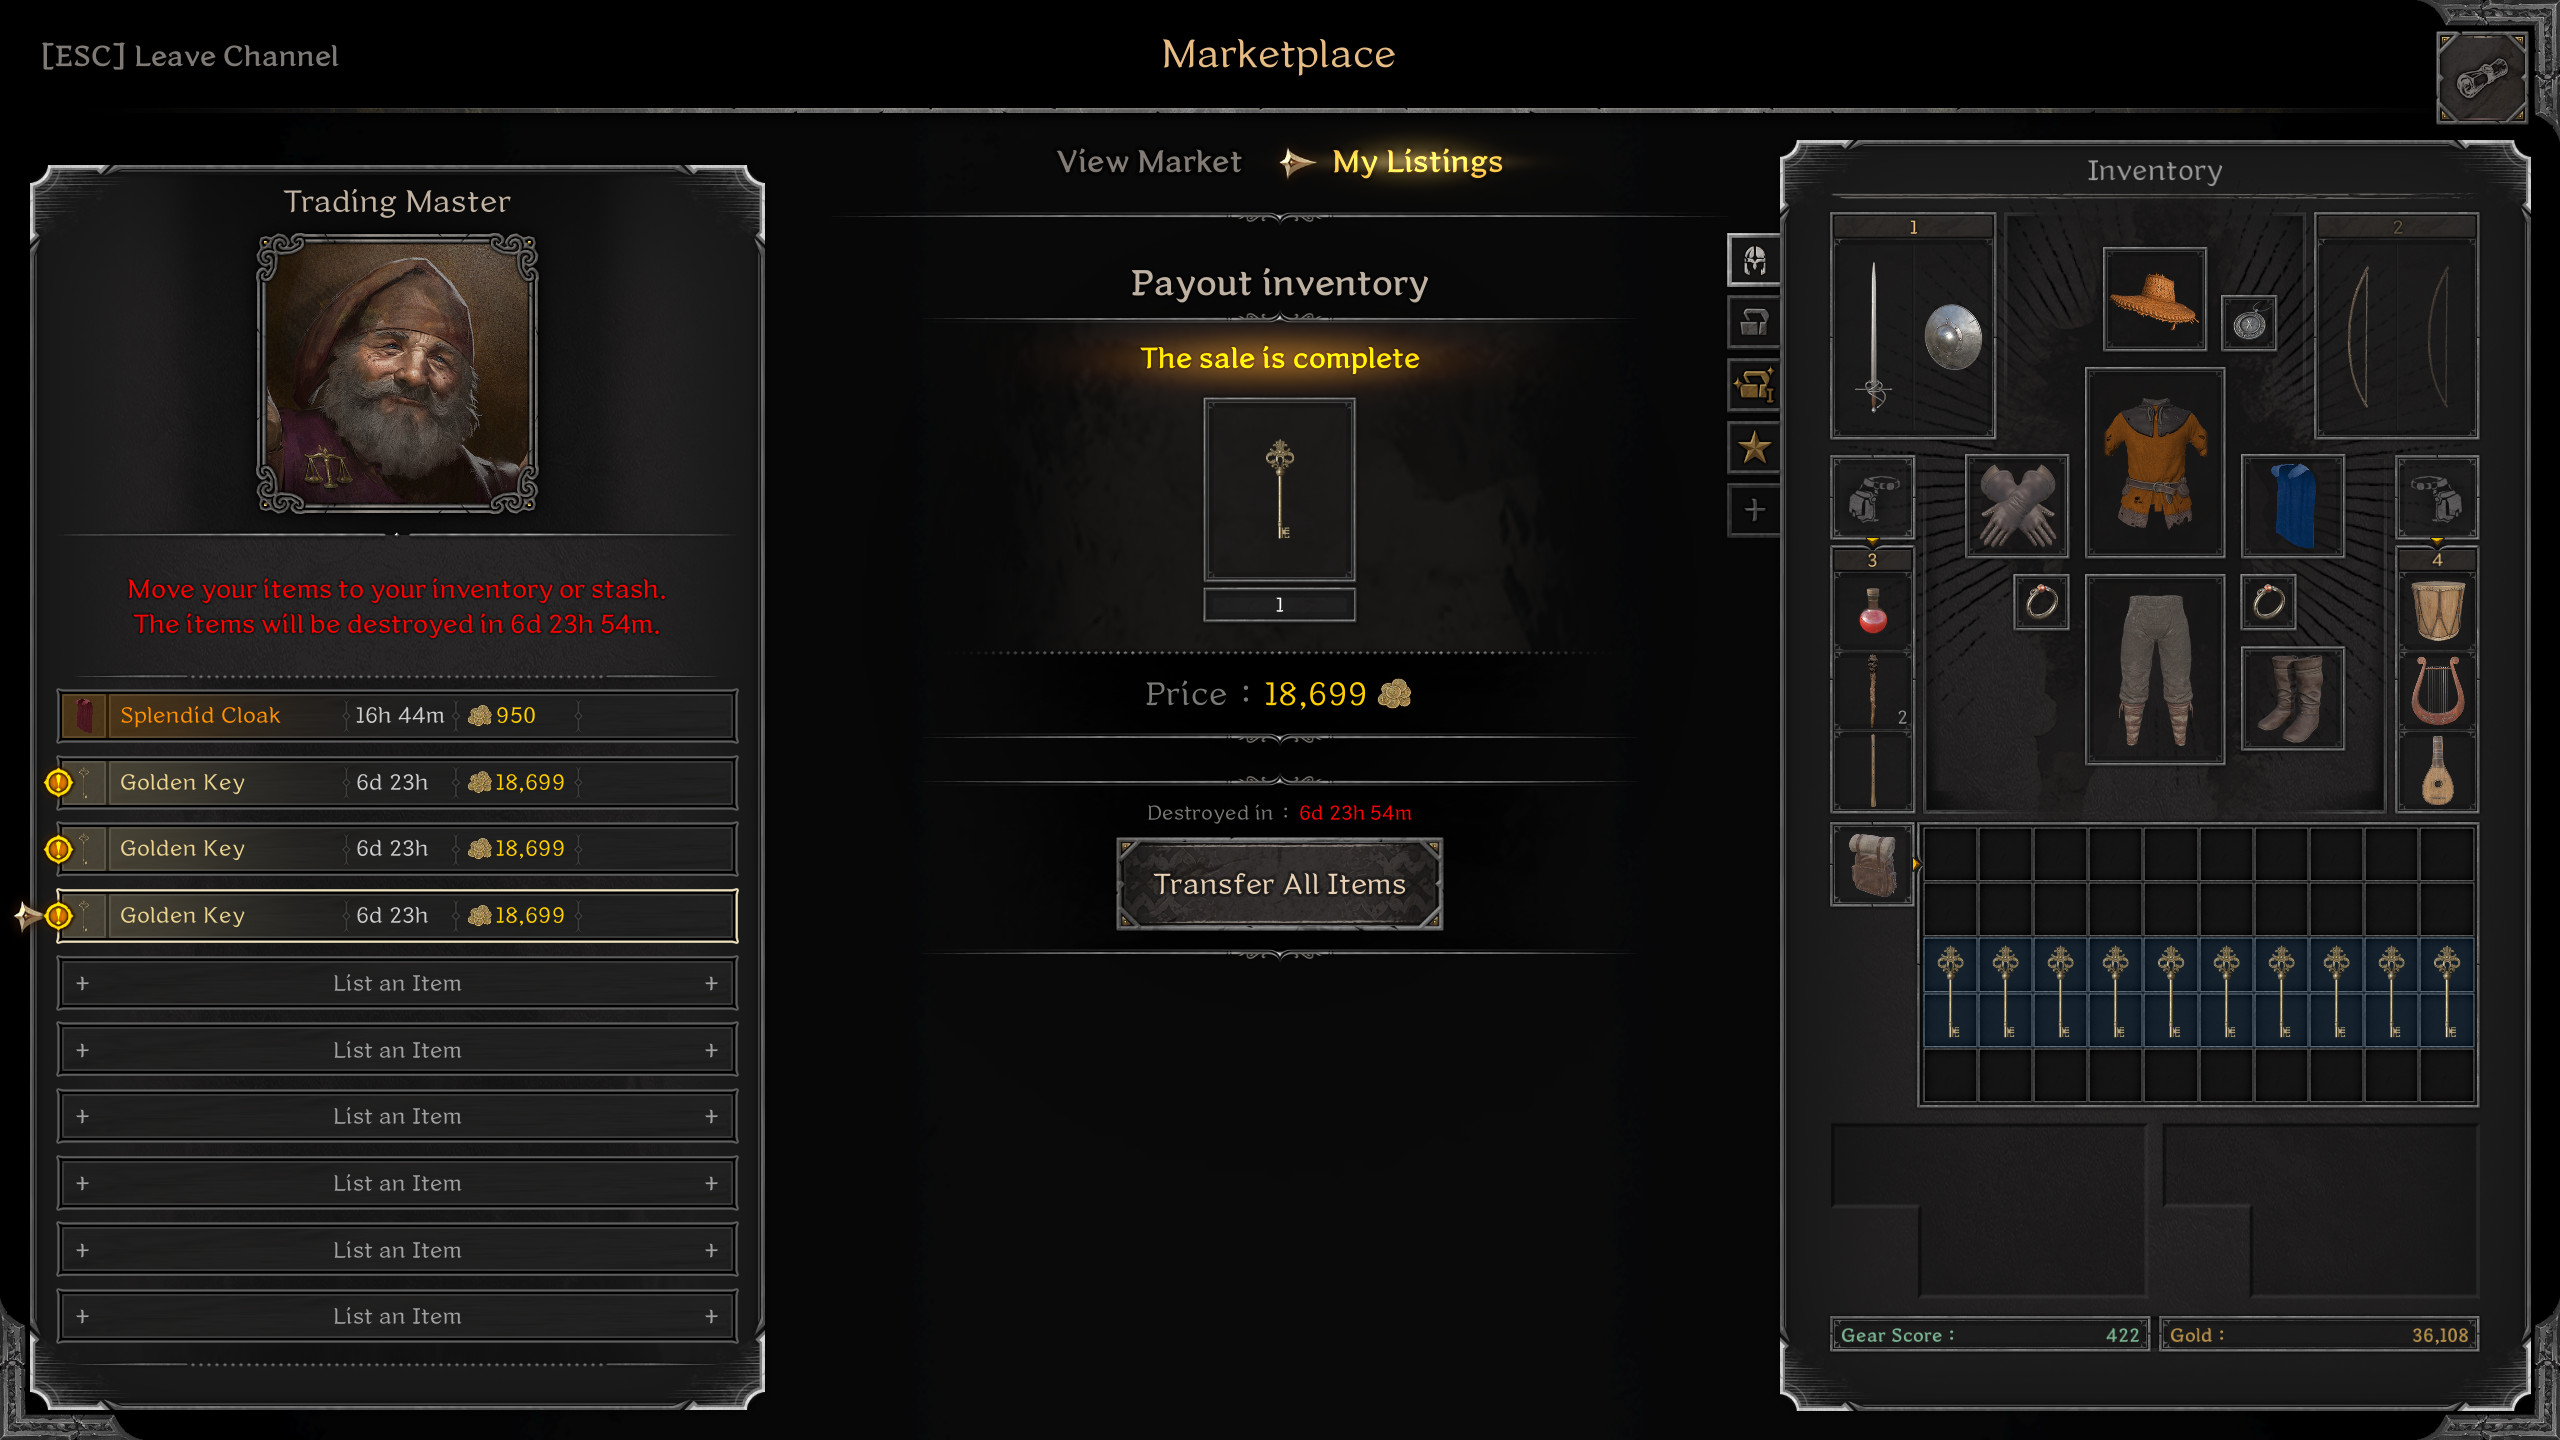 [ESC] Leave Channel
Marketplace
Trading Master
Move your items to your inventory or stash.
The items will be destroyed in 6d 23h 54m.
Splendid Cloak 16h 44m 950
Golden Key 6d 23h 18,699
Golden Key 6d 23h 18,699
Golden Key 6d 23h 18,699
+ List an Item +
+ List an Item +
+ List an Item +
+ List an Item +
+ List an Item +
+ List an Item +
View Market My Listings
Payout inventory
The sale is complete
1
Price : 18,699
Destroyed in : 6d 23h 54m
Transfer All Items
Inventory
1
2
3
4
2
Gear Score : 422
Gold : 36,108